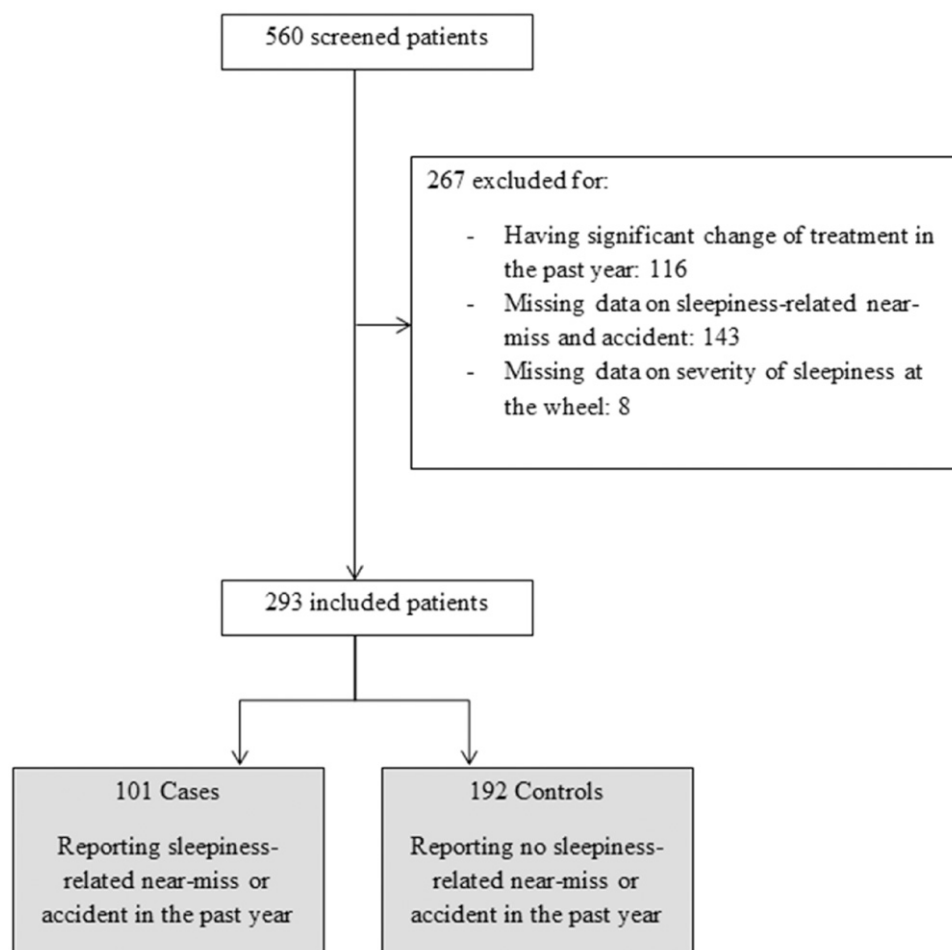 560 screened patients
267 excluded for:
- Having significant change of treatment in
the past year: 116
- Missing data on sleepiness-related near-
miss and accident: 143
- Missing data on severity of sleepiness at
the wheel: 8
293 included patients
101 Cases
Reporting sleepiness-
related near-miss or
accident in the past year
192 Controls
Reporting no sleepiness-
related near-miss or
accident in the past year